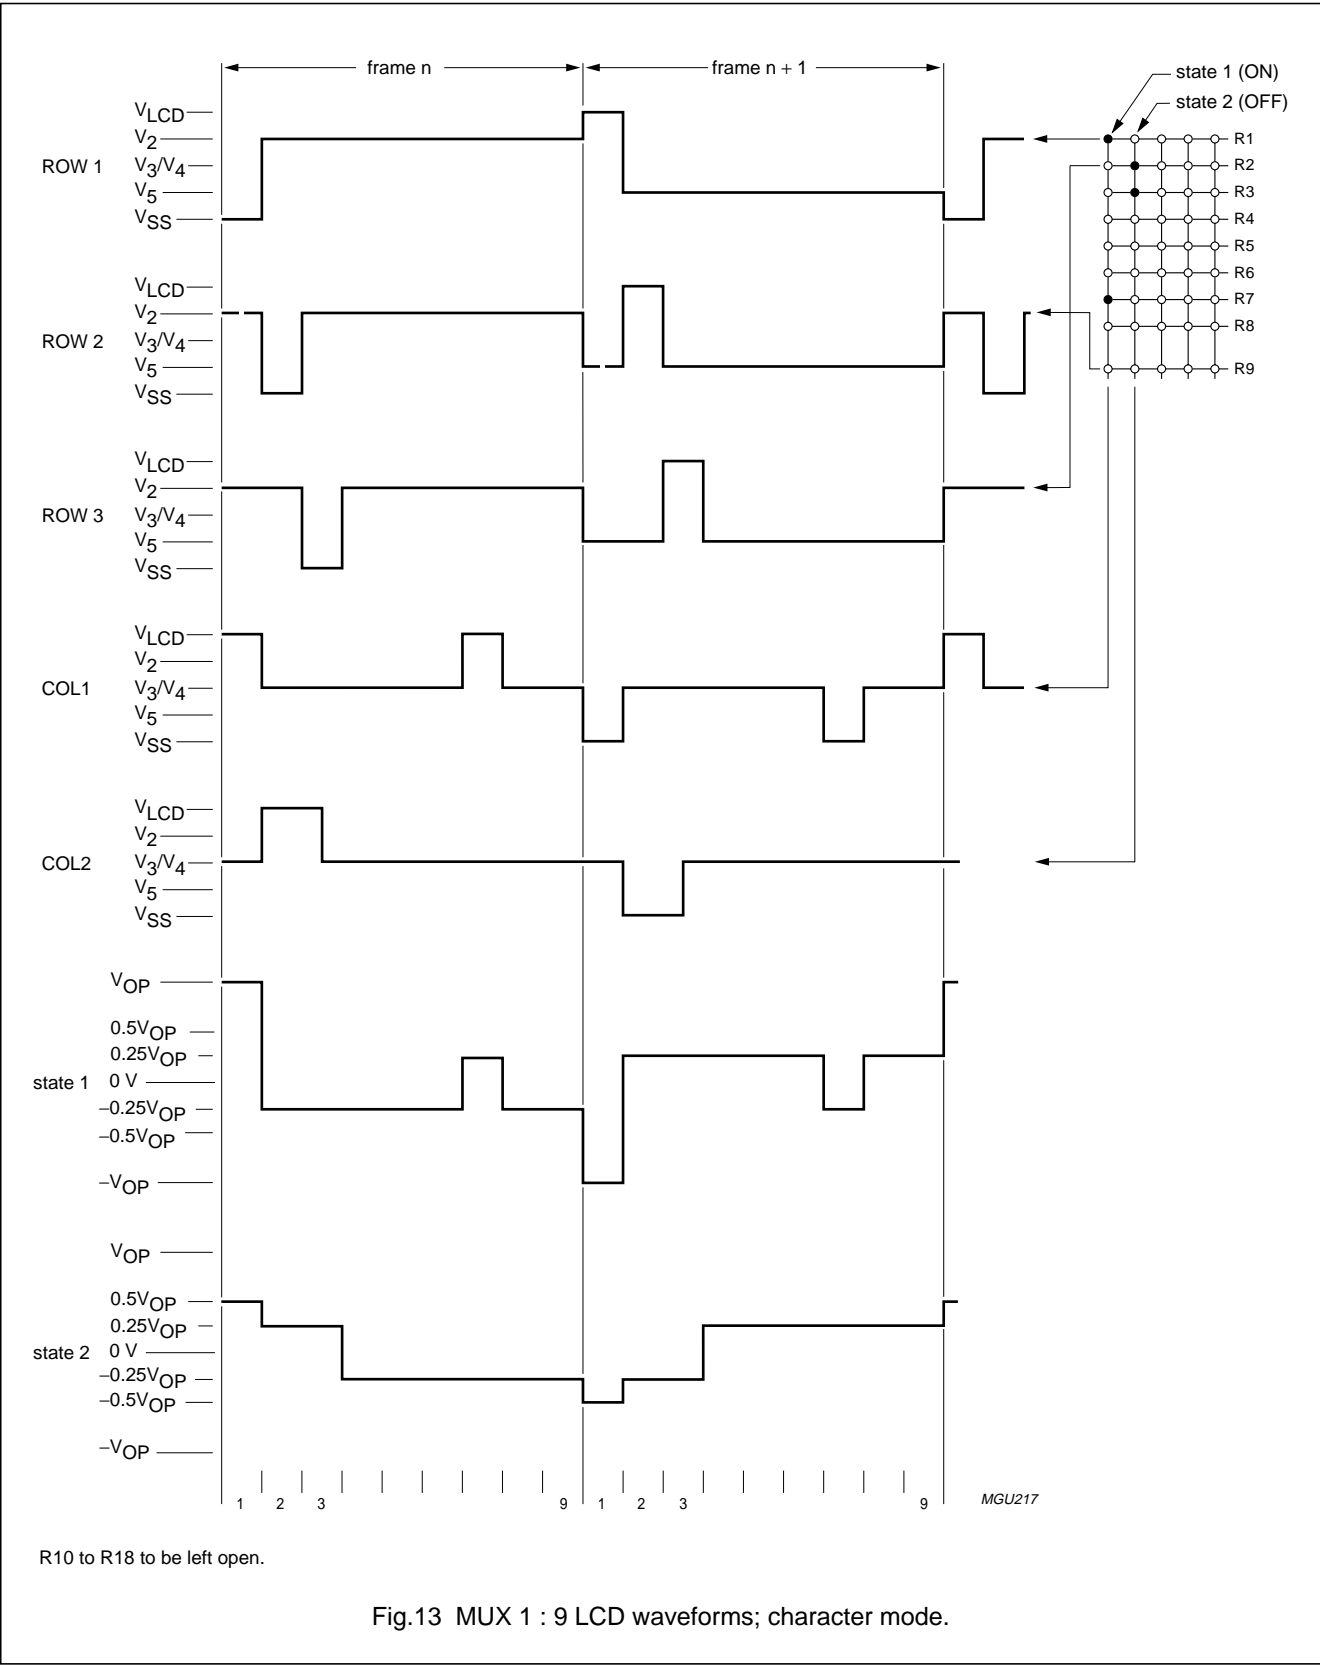 frame n
frame n + 1
state 1 (ON)
state 2 (OFF)
R1
R2
R3
R4
R5
R6
R7
R8
R9
ROW 1
VLCD
V2
V3/V4
V5
VSS
ROW 2
VLCD
V2
V3/V4
V5
VSS
ROW 3
VLCD
V2
V3/V4
V5
VSS
COL1
VLCD
V2
V3/V4
V5
VSS
COL2
VLCD
V2
V3/V4
V5
VSS
state 1
VOP
0.5VOP
0.25VOP
0 V
−0.25VOP
−0.5VOP
−VOP
state 2
VOP
0.5VOP
0.25VOP
0 V
−0.25VOP
−0.5VOP
−VOP
1 2 3 9 1 2 3 9
MGU217
R10 to R18 to be left open.
Fig.13 MUX 1 : 9 LCD waveforms; character mode.